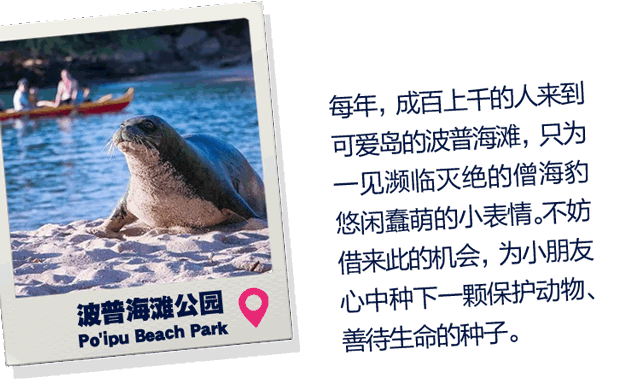 波普海滩公园
Po'ipu Beach Park
每年，成百上千的人来到
可爱岛的波普海滩，只为
一见濒临灭绝的僧海豹
悠闲蠢萌的小表情。不妨
借来此的机会，为小朋友
心中种下一颗保护动物、
善待生命的种子。